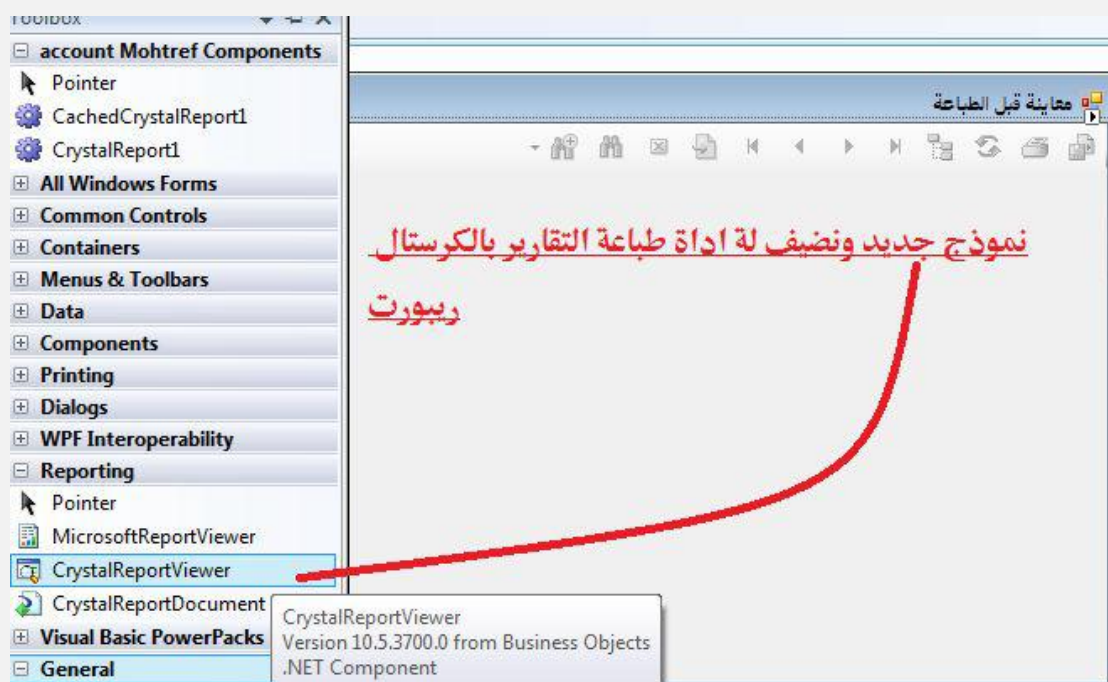 Toolbox
account Mohtref Components
Pointer
CachedCrystalReport1
CrystalReport1
All Windows Forms
Common Controls
Containers
Menus & Toolbars
Data
Components
Printing
Dialogs
WPF Interoperability
Reporting
Pointer
MicrosoftReportViewer
CrystalReportViewer
CrystalReportDocument
Visual Basic PowerPacks
General
CrystalReportViewer
Version 10.5.3700.0 from Business Objects
.NET Component
معاينة قبل الطباعة
نموذج جديد ونضيف لة اداة طباعة التقارير بالكرستال
ريبورت